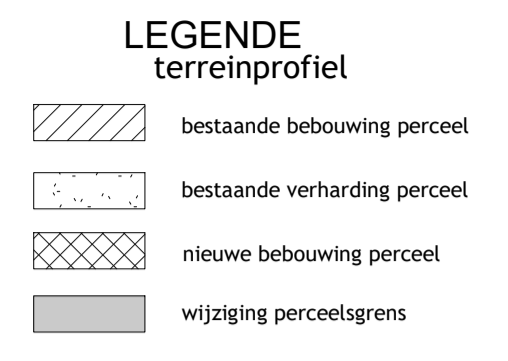 LEGENDE
terreinprofiel
bestaande bebouwing perceel
bestaande verharding perceel
nieuwe bebouwing perceel
wijziging perceelsgrens